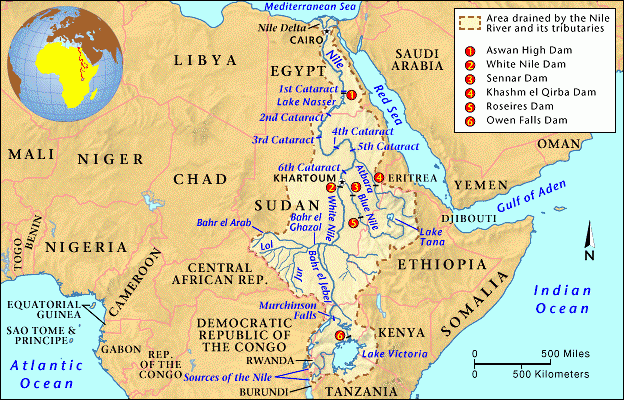 Mediterranean Sea
Nile Delta
CAIRO
LIBYA
EGYPT
Nile
SAUDI
ARABIA
Red Sea
1st Cataract
1
Lake Nasser
2nd Cataract
3rd Cataract
4th Cataract
5th Cataract
6th Cataract
KHARTOUM
2
3
4
5
Atbara
ERITREA
White Nile
Blue Nile
Lake
Tana
MALI
NIGER
CHAD
SUDAN
YEMEN
OMAN
Gulf of Aden
DJIBOUTI
Bahr el Arab
Bahr el
Ghazal
Lol
Jur
Bahr el Jebel
TOGO
BENIN
NIGERIA
CAMEROON
CENTRAL
AFRICAN REP.
ETHIOPIA
SOMALIA
Indian
Ocean
N
EQUATORIAL
GUINEA
SAO TOME &
PRINCIPE
GABON
REP.
OF THE
CONGO
Atlantic
Ocean
Murchinson
Falls
DEMOCRATIC
REPUBLIC
OF THE CONGO
6
KENYA
Lake Victoria
RWANDA
Sources of the Nile
BURUNDI
TANZANIA
0 500 Miles
0 500 Kilometers
Area drained by the Nile
River and its tributaries
1 Aswan High Dam
2 White Nile Dam
3 Sennar Dam
4 Khashm el Qirba Dam
5 Roseires Dam
6 Owen Falls Dam